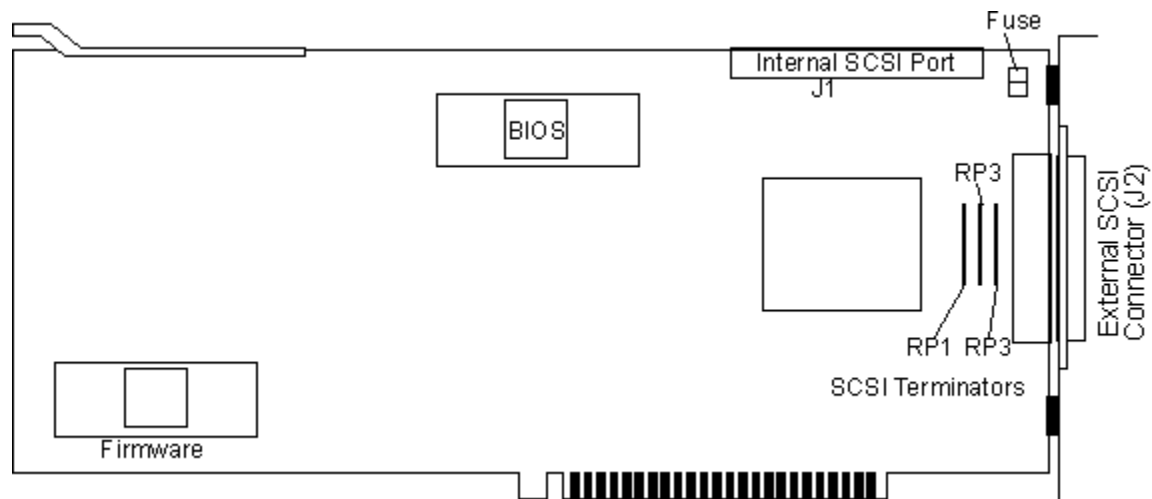 Fuse
Internal SCSI Port
J1
BIOS
RP3
External SCSI
Connector (J2)
RP1 RP3
SCSI Terminators
Firmware